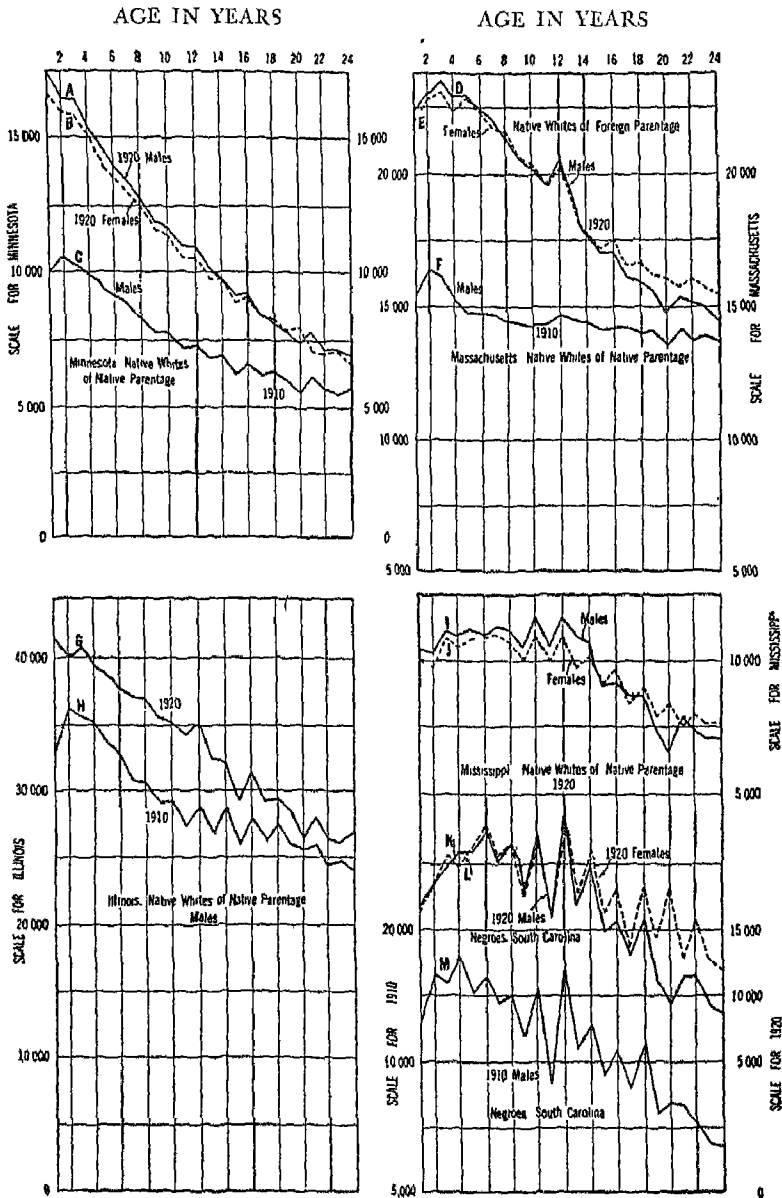 AGE IN YEARS
2 4 6 8 10 12 14 16 18 20 22 24
A
B
15 000
15 000
1920 Males
1920 Females
10 000
10 000
C
Males
Minnesota Native Whites
of Native Parentage
1910
5 000
5 000
0
0
SCALE FOR MINNESOTA
AGE IN YEARS
2 4 6 8 10 12 14 16 18 20 22 24
D
E
Females
Native Whites of Foreign Parentage
Males
20 000
20 000
1920
F
Males
15 000
15 000
1910
Massachusetts Native Whites of Native Parentage
10 000
10 000
5 000
5 000
SCALE FOR MASSACHUSETTS
G
40 000
H
1920
30 000
1910
Illinois. Native Whites of Native Parentage
Males
20 000
10 000
0
SCALE FOR ILLINOIS
I
J
Males
10 000
Females
Mississippi Native Whites of Native Parentage
1920
5 000
SCALE FOR MISSISSIPPI
K
L
1920 Females
1920 Males
Negroes. South Carolina
20 000
15 000
M
10 000
10 000
1910 Males
5 000
Negroes South Carolina
5,000
0
SCALE FOR 1910
SCALE FOR 1920